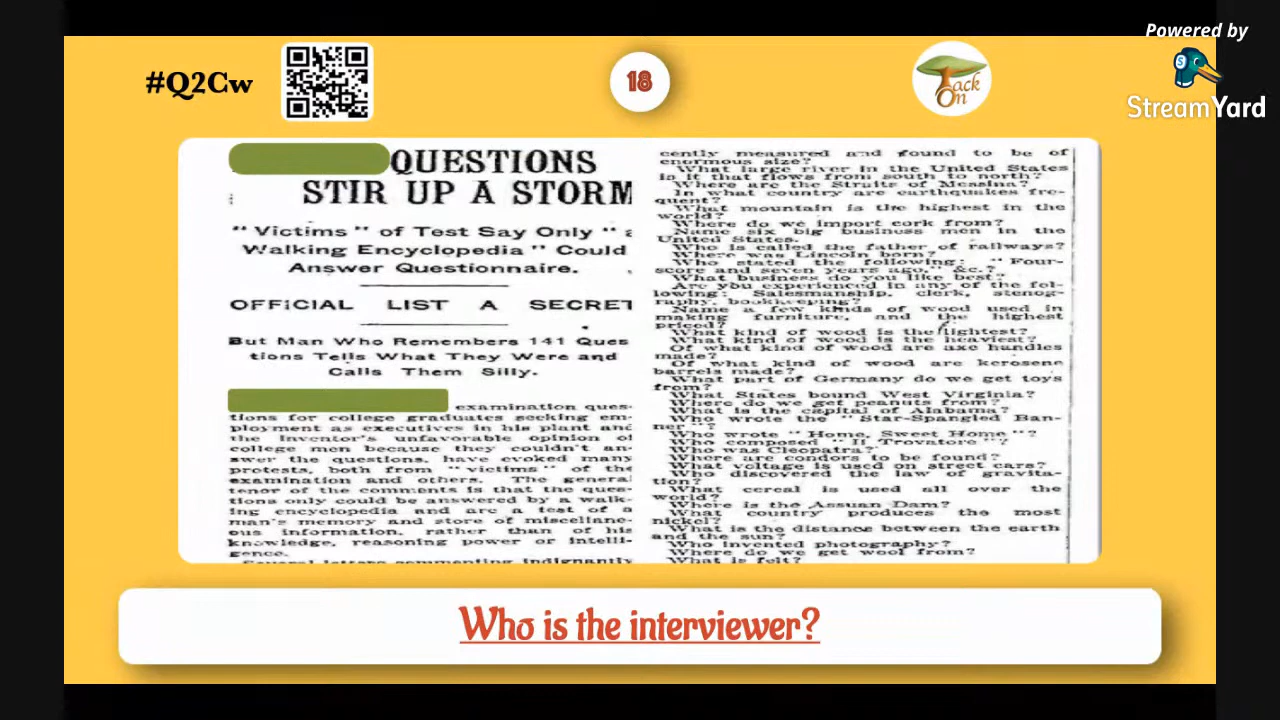 Powered by
StreamYard
#Q2Cw
18
Jack
On
QUESTIONS
STIR UP A STORM
"Victims" of Test Say Only "a
Walking Encyclopedia" Could
Answer Questionnaire.
OFFICIAL LIST A SECRET
But Man Who Remembers 141 Ques
tions Tells What They Were and
Calls Them Silly.
examination ques-
tions for college graduates seeking em-
ployment as executives in his plant and
the inventor's unfavorable opinion of
college men because they couldn't an-
swer the questions, have evoked many
protests, both from "victims" of the
examination and others. The general
tenor of the comments is that the ques-
tions only could be answered by a walk-
ing encyclopedia and are a test of a
man's memory and store of miscellane-
ous information, rather than of his
knowledge, reasoning power or intelli-
gence.
Several letters commenting indignantly
cently measured and found to be of
enormous size?
What large river in the United States
is it that flows from south to north?
Where are the Straits of Messina?
In what country are earthquakes fre-
quent?
What mountain is the highest in the
world?
Where do we import cork from?
Name six big business men in the
United States.
Who is called the father of railways?
Where was Lincoln born?
Who stated the following: "Four-
score and seven years ago," &c.?
What business do you like best?
Are you experienced in any of the fol-
lowing: Salesmanship, clerk, stenog-
raphy, bookkeeping?
Name a few kinds of wood used in
making furniture, and the highest
priced?
What kind of wood is the lightest?
What kind of wood is the heaviest?
Of what kind of wood are axe handles
made?
Of what kind of wood are kerosene
barrels made?
What part of Germany do we get toys
from?
What States bound West Virginia?
Where do we get peanuts from?
What is the capital of Alabama?
Who wrote the "Star-Spangled Ban-
ner"?
Who wrote "Home, Sweet Home"?
Who composed "Il Trovatore"?
Who was Cleopatra?
Where are condors to be found?
What voltage is used on street cars?
Who discovered the law of gravita-
tion?
What cereal is used all over the
world?
Where is the Assuan Dam?
What country produces the most
nickel?
What is the distance between the earth
and the sun?
Who invented photography?
Where do we get wool from?
What is felt?
Who is the interviewer?